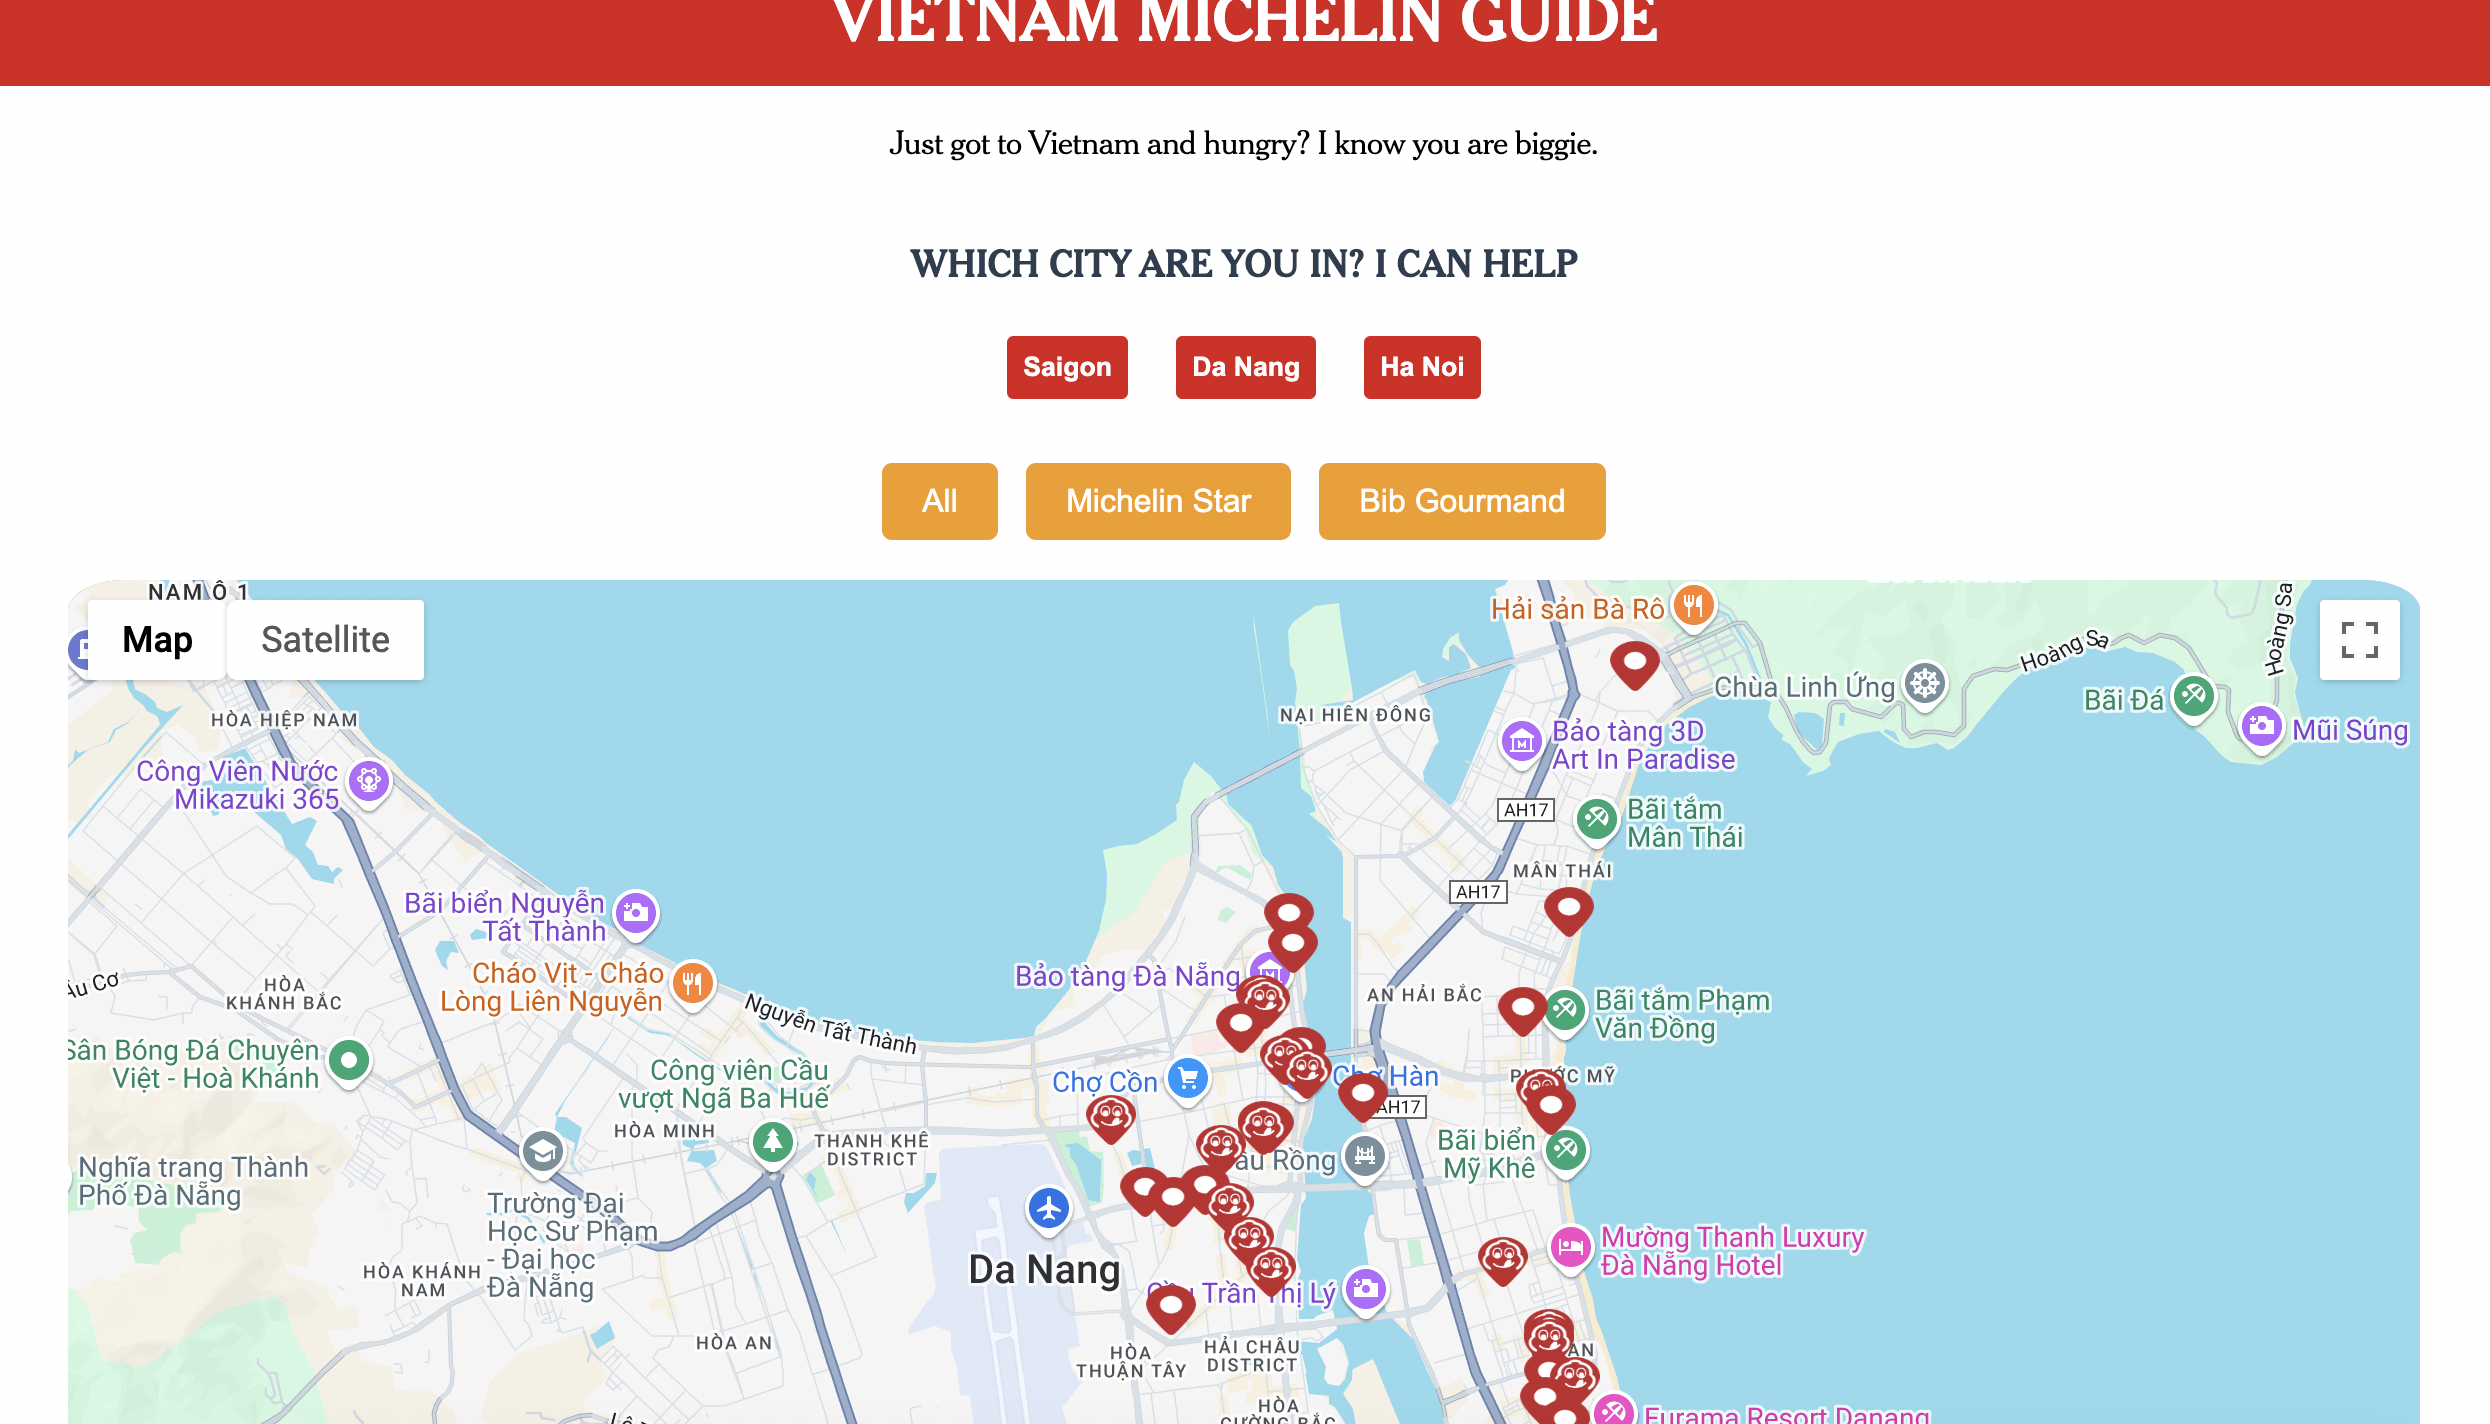 VIETNAM MICHELIN GUIDE
Just got to Vietnam and hungry? I know you are biggie.
WHICH CITY ARE YOU IN? I CAN HELP
Saigon
Da Nang
Ha Noi
All
Michelin Star
Bib Gourmand
NAM Ô 1
Map
Satellite
Hải sản Bà Rô
Hoàng Sa
Hoàng Sa
Chùa Linh Ứng
Bãi Đá
Mũi Súng
HÒA HIỆP NAM
NẠI HIÊN ĐÔNG
Bảo tàng 3D
Art In Paradise
Công Viên Nước
Mikazuki 365
AH17
Bãi tắm
Mân Thái
MÂN THÁI
AH17
Bãi biển Nguyễn
Tất Thành
Bảo tàng Đà Nẵng
AN HẢI BẮC
Cháo Vịt - Cháo
Lòng Liên Nguyễn
Âu Cơ
HÒA
KHÁNH BẮC
Nguyễn Tất Thành
Bãi tắm Phạm
Văn Đồng
Sân Bóng Đá Chuyên
Việt - Hoà Khánh
Công viên Cầu
vượt Ngã Ba Huế
Chợ Cồn
Chợ Hàn
AH17
HÒA MINH
THANH KHÊ
DISTRICT
Bãi biển
Mỹ Khê
Rồng
Nghĩa trang Thành
Phố Đà Nẵng
Trường Đại
Học Sư Phạm
- Đại học
Đà Nẵng
Mường Thanh Luxury
Đà Nẵng Hotel
HÒA KHÁNH
NAM
Da Nang
Trần Thị Lý
HÒA AN
HÒA
THUẬN TÂY
HẢI CHÂU
DISTRICT
AN
HÒA
CƯỜNG BẮC
Furama Resort Danang